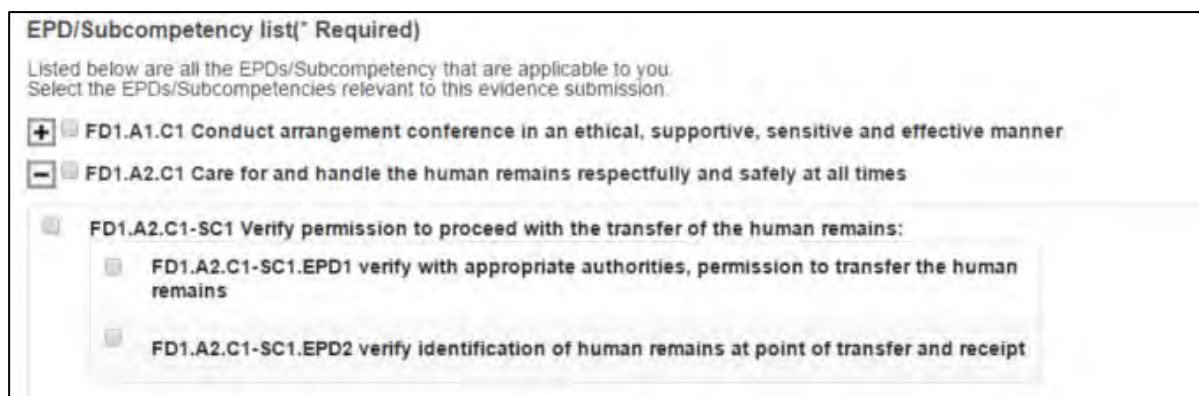 EPD/Subcompetency list(* Required)
Listed below are all the EPDs/Subcompetency that are applicable to you.
Select the EPDs/Subcompetencies relevant to this evidence submission.
FD1.A1.C1 Conduct arrangement conference in an ethical, supportive, sensitive and effective manner
FD1.A2.C1 Care for and handle the human remains respectfully and safely at all times
FD1.A2.C1-SC1 Verify permission to proceed with the transfer of the human remains:
FD1.A2.C1-SC1.EPD1 verify with appropriate authorities, permission to transfer the human
remains
FD1.A2.C1-SC1.EPD2 verify identification of human remains at point of transfer and receipt